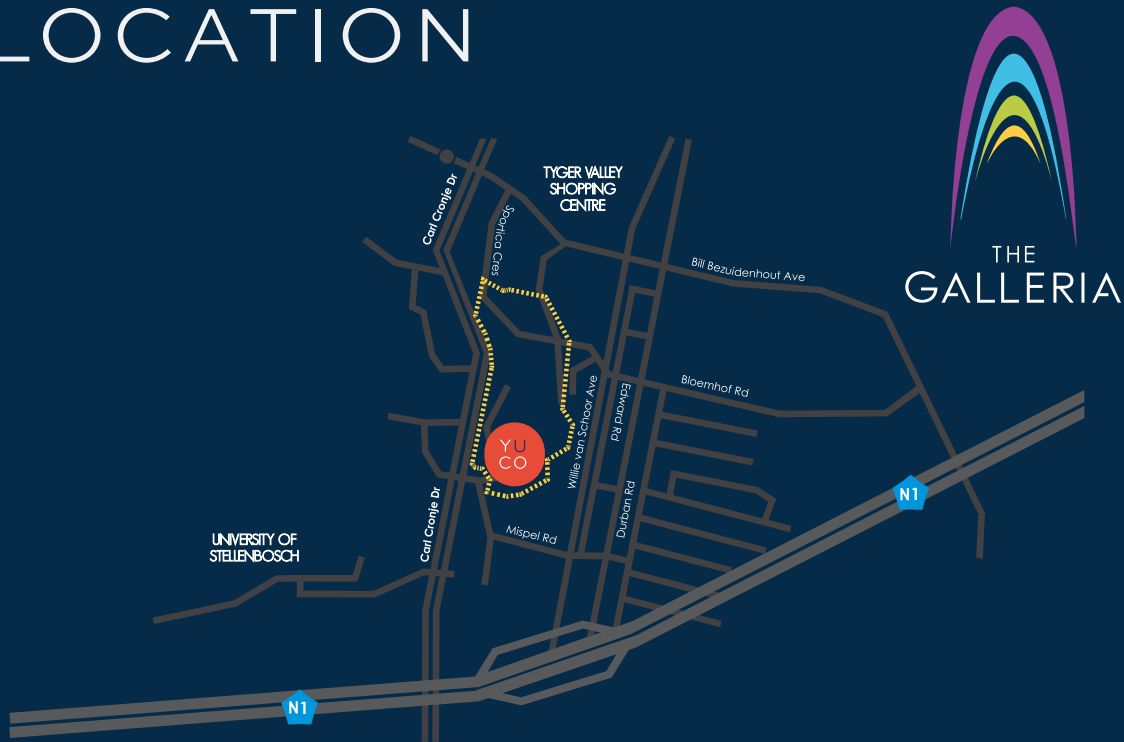 LOCATION
THE
GALLERIA
TYGER VALLEY
SHOPPING
CENTRE
Carl Cronje Dr
Sportica Cres
Bill Bezuidenhout Ave
Bloemhof Rd
Edward Rd
Willie van Schoor Ave
YU
CO
Durban Rd
Carl Cronje Dr
Mispel Rd
UNIVERSITY OF
STELLENBOSCH
N1
N1